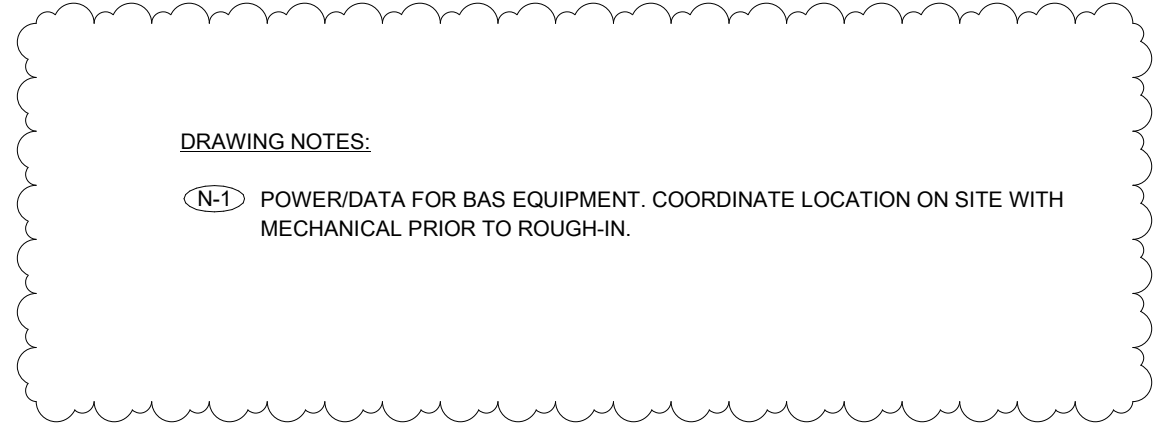 DRAWING NOTES:
N-1 POWER/DATA FOR BAS EQUIPMENT. COORDINATE LOCATION ON SITE WITH
MECHANICAL PRIOR TO ROUGH-IN.